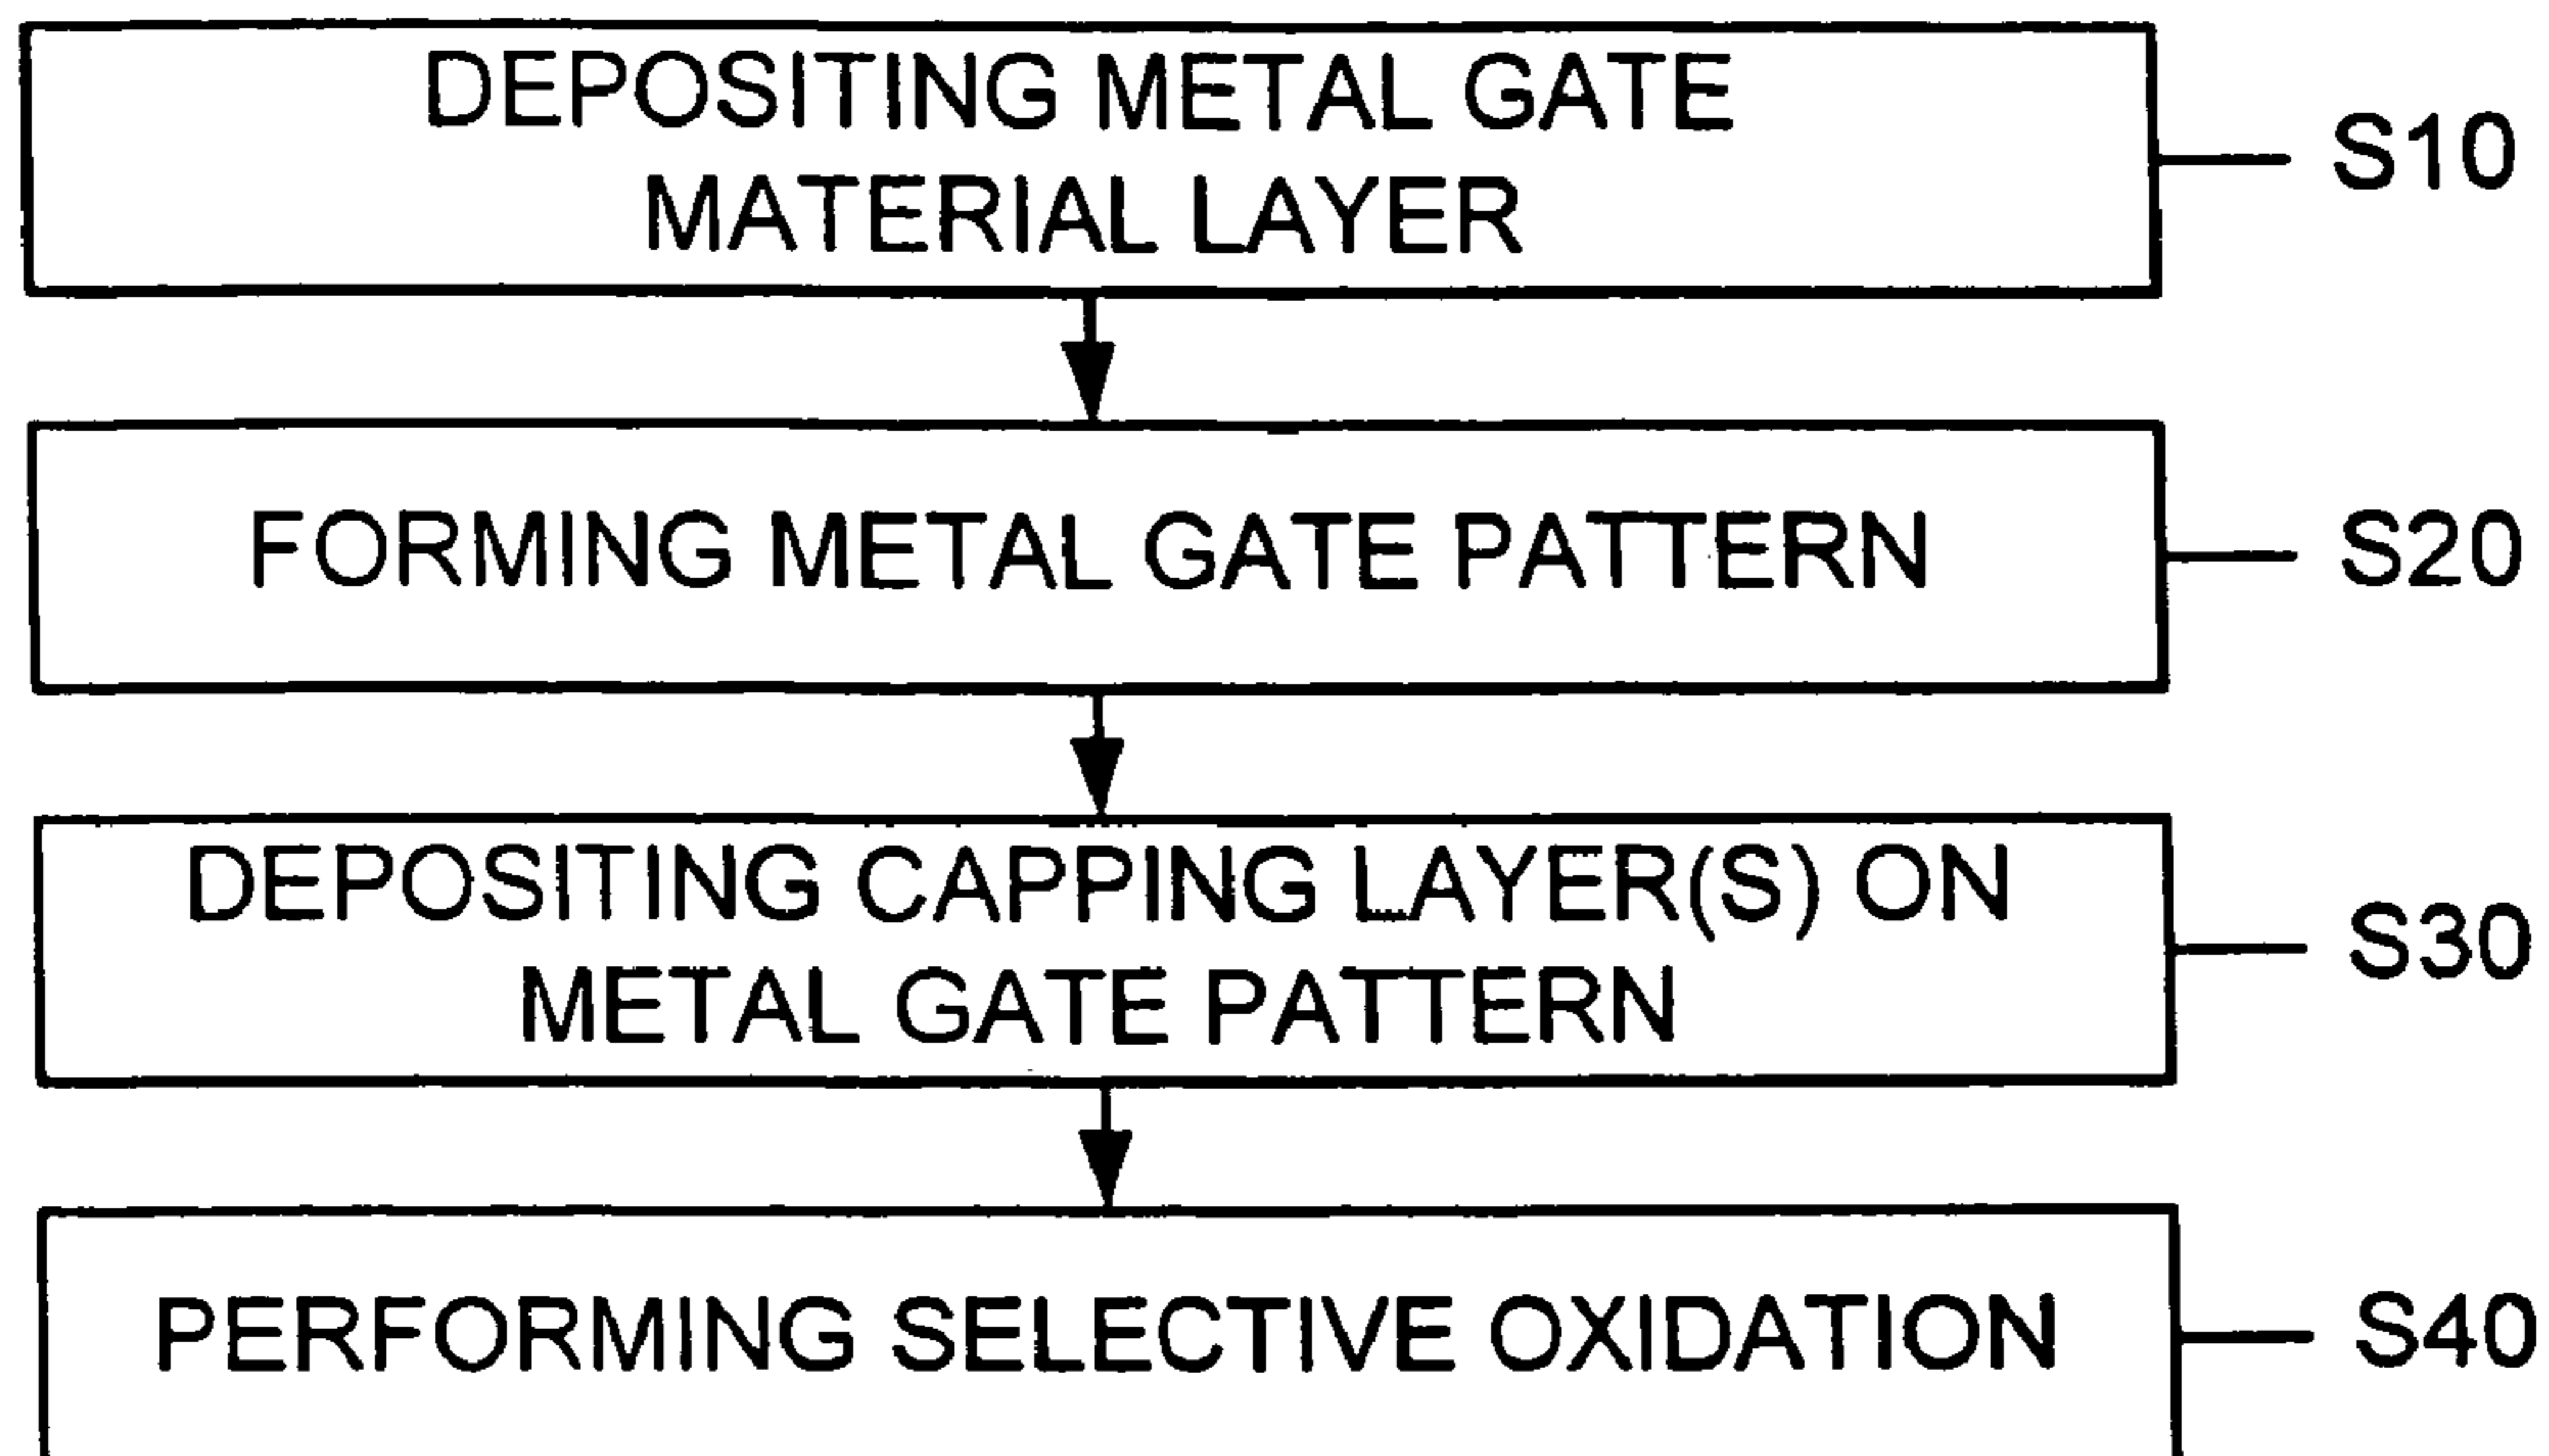 DEPOSITING METAL GATE
MATERIAL LAYER
S10
FORMING METAL GATE PATTERN
S20
DEPOSITING CAPPING LAYER(S) ON
METAL GATE PATTERN
S30
PERFORMING SELECTIVE OXIDATION
S40